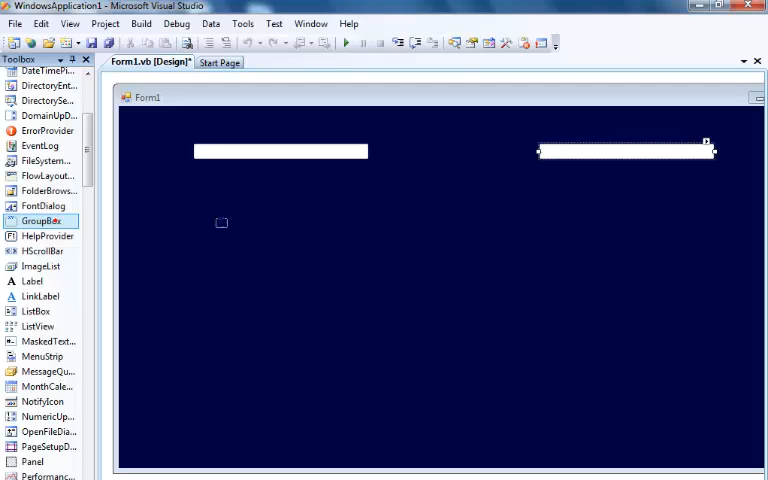 WindowsApplication1 - Microsoft Visual Studio
File Edit View Project Build Debug Data Tools Test Window Help
Toolbox
Form1.vb [Design]* Start Page
Form1
DateTimePi...
DirectoryEnt...
DirectorySe...
DomainUpD...
ErrorProvider
EventLog
FileSystem...
FlowLayout...
FolderBrows...
FontDialog
GroupBox
HelpProvider
HScrollBar
ImageList
Label
LinkLabel
ListBox
ListView
MaskedText...
MenuStrip
MessageQu...
MonthCale...
NotifyIcon
NumericUp...
OpenFileDia...
PageSetupD...
Panel
Performanc...